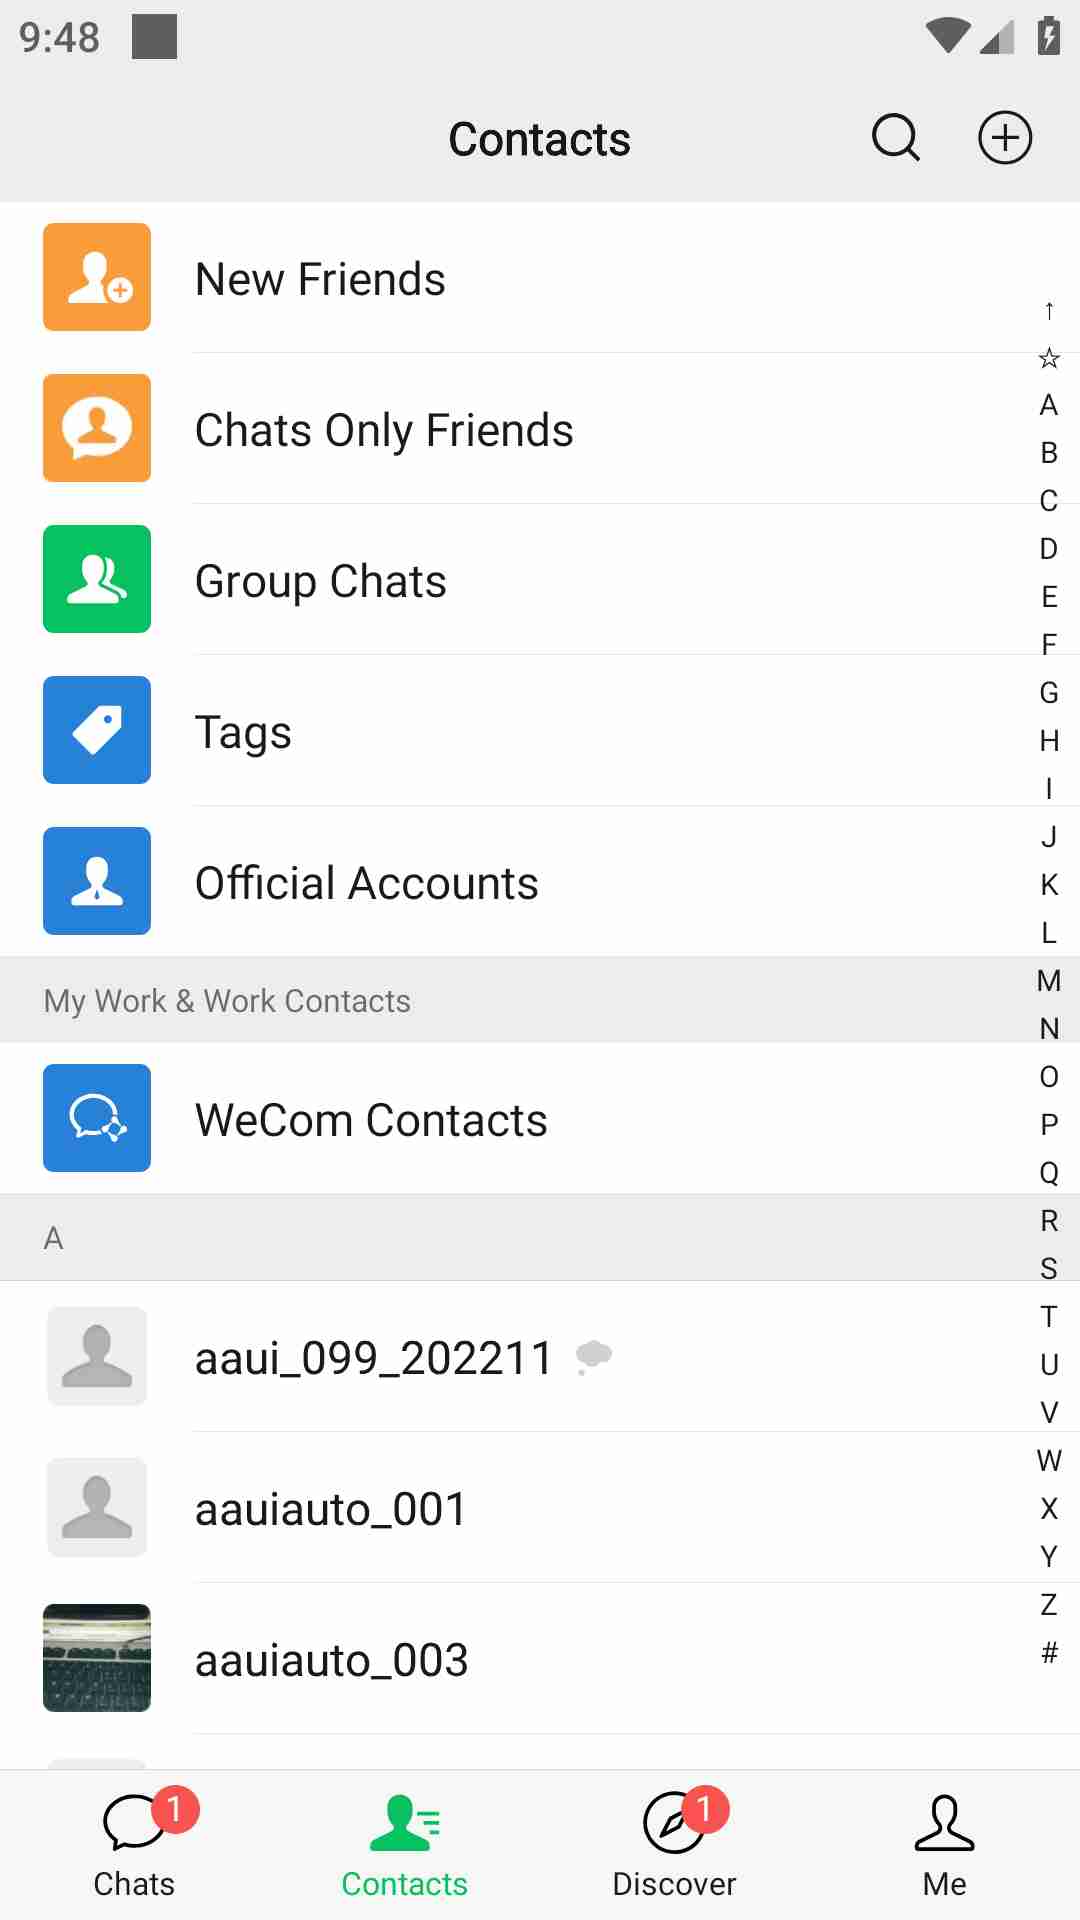 9:48
Contacts
New Friends
Chats Only Friends
Group Chats
Tags
Official Accounts
My Work & Work Contacts
WeCom Contacts
A
aaui_099_202211
aauiauto_001
aauiauto_003
↑
☆
A
B
C
D
E
F
G
H
I
J
K
L
M
N
O
P
Q
R
S
T
U
V
W
X
Y
Z
#
1
Chats
Contacts
1
Discover
Me